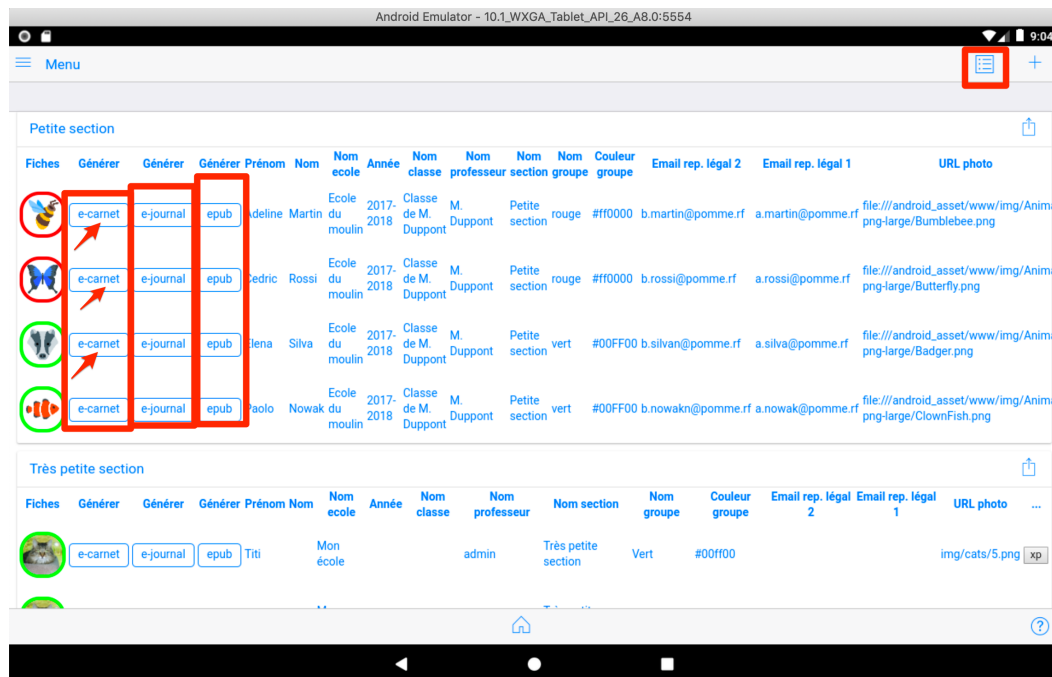 Android Emulator - 10.1_WXGA_Tablet_API_26_A8.0:5554
9:04
Menu
Petite section
Fiches Générer Générer Générer Prénom Nom Nom ecole Année Nom classe Nom professeur Nom section Nom groupe Couleur groupe Email rep. légal 2 Email rep. légal 1 URL photo
e-carnet e-journal epub Adeline Martin Ecole du moulin 2017-2018 Classe de M. Duppont M. Duppont Petite section rouge #ff0000 b.martin@pomme.rf a.martin@pomme.rf file:///android_asset/www/img/Anima png-large/Bumblebee.png
e-carnet e-journal epub Cedric Rossi Ecole du moulin 2017-2018 Classe de M. Duppont M. Duppont Petite section rouge #ff0000 b.rossi@pomme.rf a.rossi@pomme.rf file:///android_asset/www/img/Anima png-large/Butterfly.png
e-carnet e-journal epub Elena Silva Ecole du moulin 2017-2018 Classe de M. Duppont M. Duppont Petite section vert #00FF00 b.silvan@pomme.rf a.silva@pomme.rf file:///android_asset/www/img/Anima png-large/Badger.png
e-carnet e-journal epub Paolo Nowak Ecole du moulin 2017-2018 Classe de M. Duppont M. Duppont Petite section vert #00FF00 b.nowakn@pomme.rf a.nowak@pomme.rf file:///android_asset/www/img/Anima png-large/ClownFish.png
Très petite section
Fiches Générer Générer Générer Prénom Nom Nom ecole Année Nom classe Nom professeur Nom section Nom groupe Couleur groupe Email rep. légal 2 Email rep. légal 1 URL photo ...
e-carnet e-journal epub Titi Mon école admin Très petite section Vert #00ff00 img/cats/5.png xp